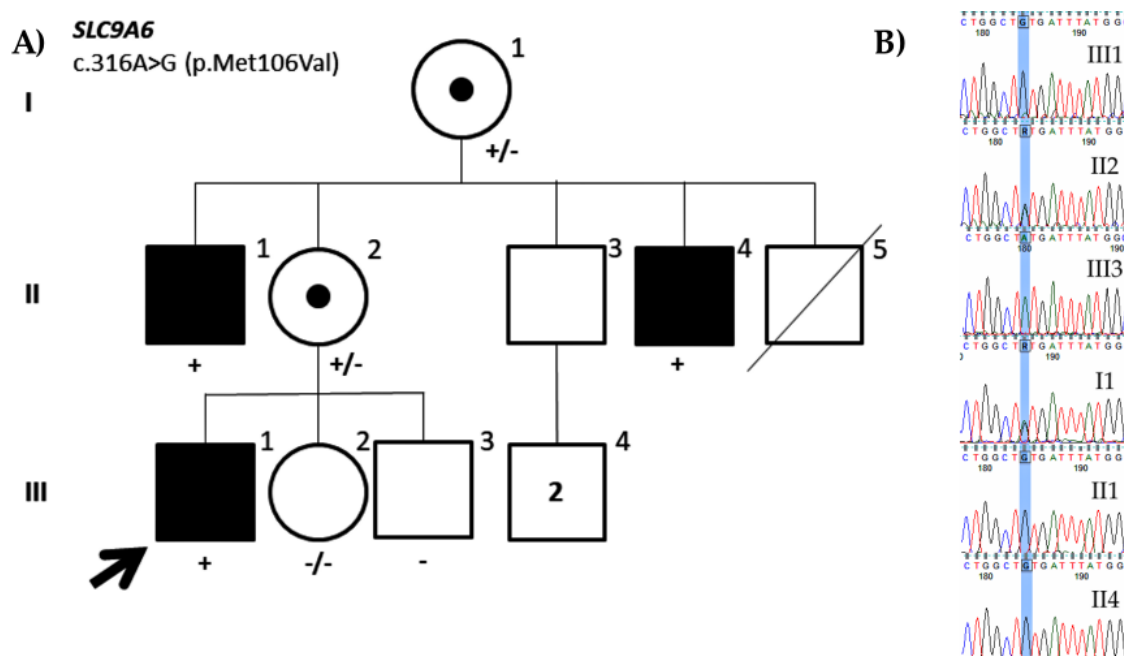 A)
SLC9A6
c.316A>G (p.Met106Val)
1
I
+/-
1
2
3
4
5
II
+
+/-
+
1
2
3
4
III
2
+
-/-
-
B)
CTGGCTGTGATTTATGG
180 190
III1
CTGGCTRTGATTTATGG
180 190
II2
CTGGCTATGATTTATGG
180 190
III3
CTGGCTRTGATTTATGG
190
I1
CTGGCTGTGATTTATGG
180 190
II1
CTGGCTGTGATTTATGG
180 190
II4